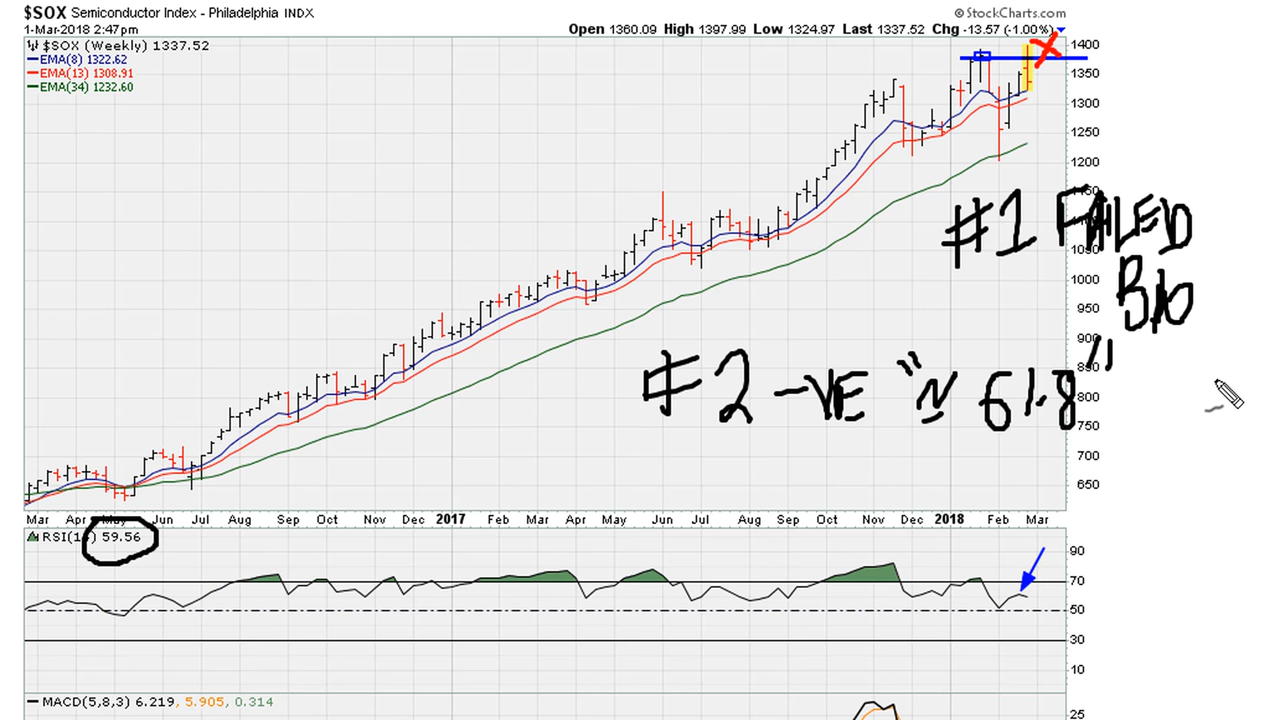 $SOX Semiconductor Index - Philadelphia INDX
© StockCharts.com
1-Mar-2018 2:47pm
Open 1360.09 High 1397.99 Low 1324.97 Last 1337.52 Chg -13.57 (-1.00%)
$SOX (Weekly) 1337.52
EMA(8) 1322.62
EMA(13) 1308.91
EMA(34) 1232.60
1400
1350
1300
1250
1200
1150
1050
1000
950
900
850
800
750
700
650
#1 FAILED
B/O
#2 -VE "N 61.8"
Mar Apr May Jun Jul Aug Sep Oct Nov Dec 2017 Feb Mar Apr May Jun Jul Aug Sep Oct Nov Dec 2018 Feb Mar
59.56
90
70
50
30
10
MACD(5,8,3) 6.219, 5.905, 0.314
25